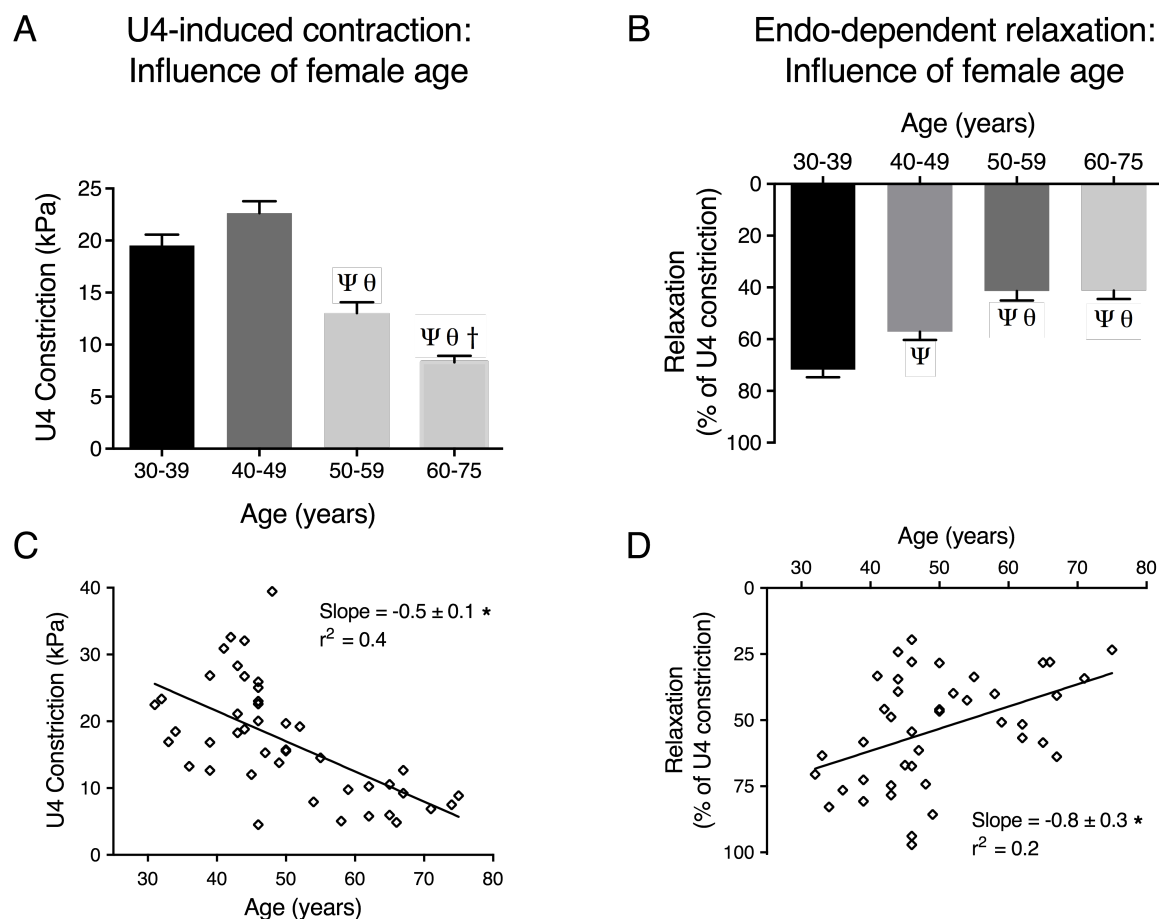 A
U4-induced contraction:
Influence of female age
25
20
15
10
5
0
U4 Constriction (kPa)
Ψ θ
Ψ θ †
30-39 40-49 50-59 60-75
Age (years)
B
Endo-dependent relaxation:
Influence of female age
Age (years)
30-39 40-49 50-59 60-75
0
20
40
60
80
100
Relaxation
(% of U4 constriction)
Ψ
Ψ θ
Ψ θ
C
40
30
20
10
0
U4 Constriction (kPa)
Slope = -0.5 ± 0.1 *
r² = 0.4
30 40 50 60 70 80
Age (years)
D
Age (years)
30 40 50 60 70 80
0
25
50
75
100
Relaxation
(% of U4 constriction)
Slope = -0.8 ± 0.3 *
r² = 0.2